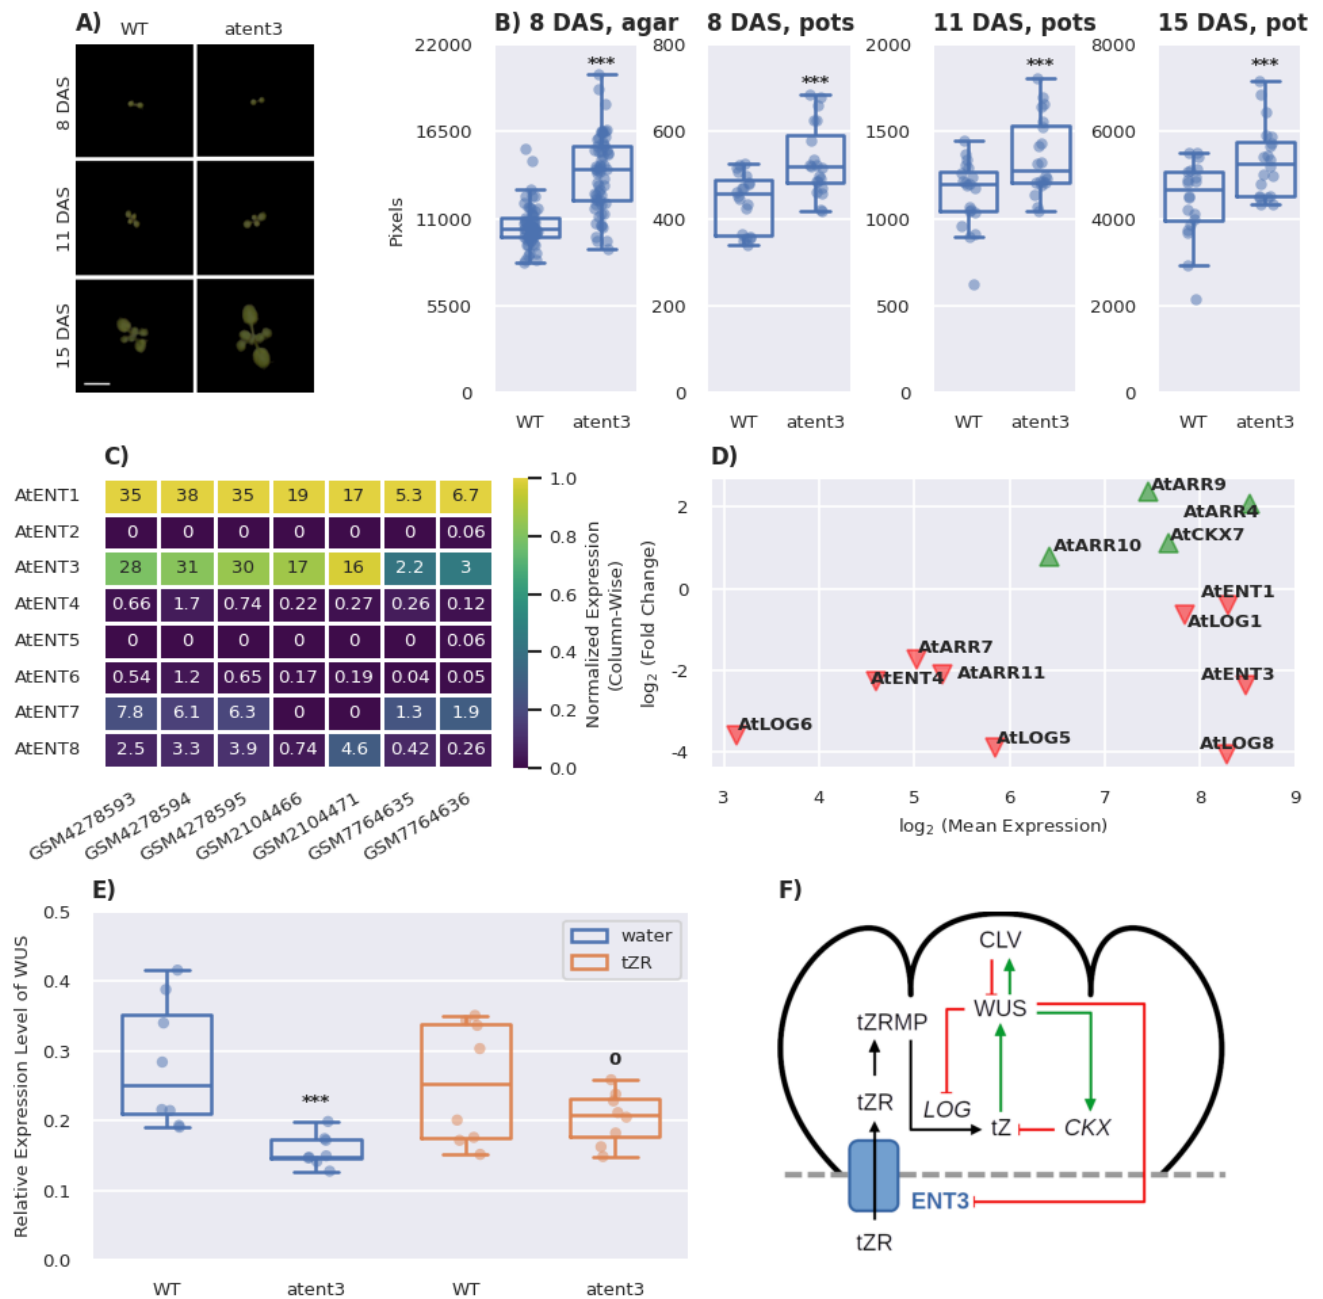 A)
WT atent3
8 DAS
11 DAS
15 DAS
B) 8 DAS, agar
8 DAS, pots
11 DAS, pots
15 DAS, pot
Pixels
22000
16500
11000
5500
0
***
WT atent3
800
600
400
200
0
***
WT atent3
2000
1500
1000
500
0
***
WT atent3
8000
6000
4000
2000
0
***
WT atent3
C)
AtENT1 35 38 35 19 17 5.3 6.7
AtENT2 0 0 0 0 0 0 0.06
AtENT3 28 31 30 17 16 2.2 3
AtENT4 0.66 1.7 0.74 0.22 0.27 0.26 0.12
AtENT5 0 0 0 0 0 0 0.06
AtENT6 0.54 1.2 0.65 0.17 0.19 0.04 0.05
AtENT7 7.8 6.1 6.3 0 0 1.3 1.9
AtENT8 2.5 3.3 3.9 0.74 4.6 0.42 0.26
GSM4278593
GSM4278594
GSM4278595
GSM2104466
GSM2104471
GSM7764635
GSM7764636
1.0
0.8
0.6
0.4
0.2
0.0
Normalized Expression
(Column-Wise)
D)
log2 (Fold Change)
2
0
-2
-4
AtARR9
AtARR4
AtCKX7
AtARR10
AtENT1
AtLOG1
AtARR7
AtARR11
AtENT4
AtENT3
AtLOG6
AtLOG5
AtLOG8
3 4 5 6 7 8 9
log2 (Mean Expression)
E)
Relative Expression Level of WUS
0.5
0.4
0.3
0.2
0.1
0.0
water
tZR
***
o
WT atent3 WT atent3
F)
CLV
WUS
tZRMP
tZR
LOG
tZ
CKX
ENT3
tZR